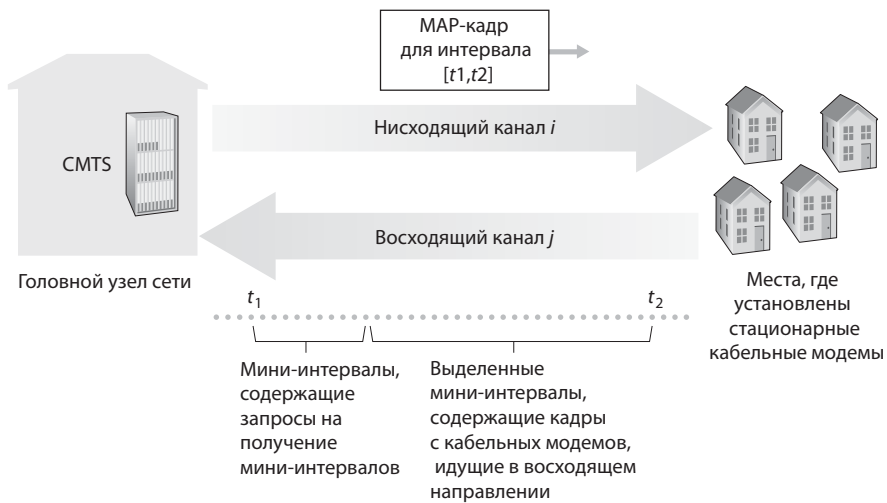 МАР-кадр
для интервала
[t1,t2]
Нисходящий канал i
CMTS
Восходящий канал j
Головной узел сети
Места, где
установлены
стационарные
кабельные модемы
t1
t2
Мини-интервалы,
содержащие
запросы на
получение
мини-интервалов
Выделенные
мини-интервалы,
содержащие кадры
с кабельных модемов,
идущие в восходящем
направлении